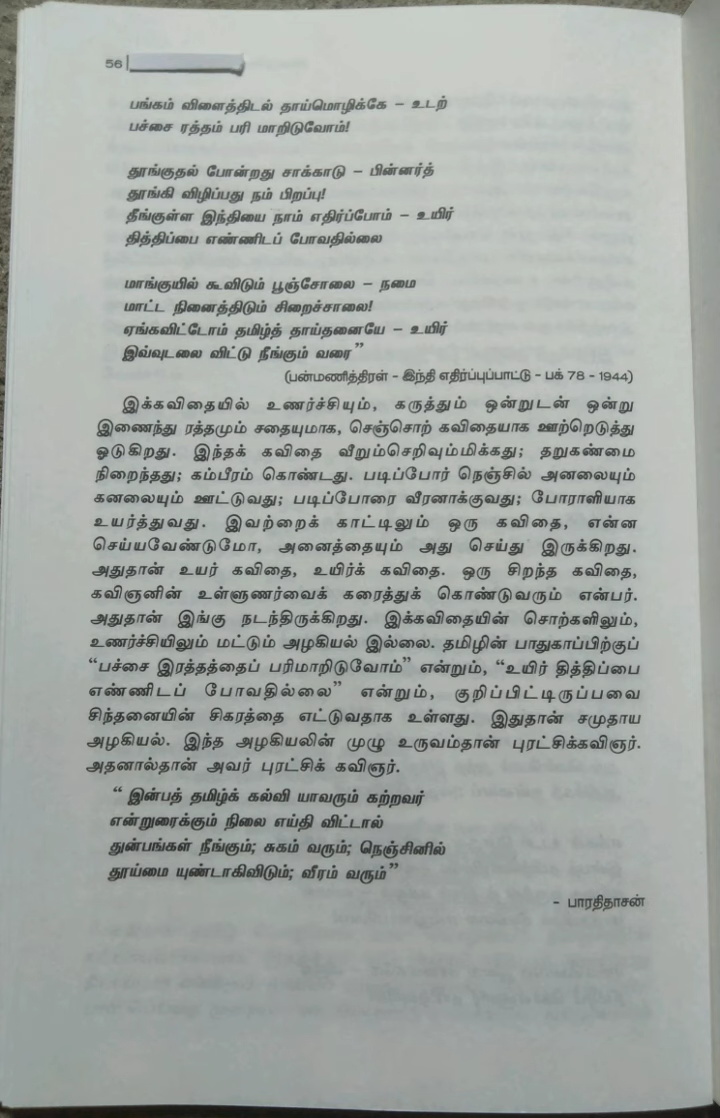 56
பங்கம் விளைத்திடல் தாய்மொழிக்கே – உடற்
பச்சை ரத்தம் பரி மாறிடுவோம்!
தூங்குதல் போன்றது சாக்காடு – பின்னர்த்
தூங்கி விழிப்பது நம் பிறப்பு!
தீங்குள்ள இந்தியை நாம் எதிர்ப்போம் – உயிர்
தித்திப்பை எண்ணிடப் போவதில்லை
மாங்குயில் கூவிடும் பூஞ்சோலை – நமை
மாட்ட நினைத்திடும் சிறைச்சாலை!
ஏங்கவிட்டோம் தமிழ்த் தாய்தனையே – உயிர்
இவ்வுடலை விட்டு நீங்கும் வரை”
(பன்மணித்திரள் - இந்தி எதிர்ப்புப்பாட்டு - பக் 78 - 1944)
இக்கவிதையில் உணர்ச்சியும், கருத்தும் ஒன்றுடன் ஒன்று
இணைந்து ரத்தமும் சதையுமாக, செஞ்சொற் கவிதையாக ஊற்றெடுத்து
ஓடுகிறது. இந்தக் கவிதை வீறும்செறிவும்மிக்கது; தறுகண்மை
நிறைந்தது; கம்பீரம் கொண்டது. படிப்போர் நெஞ்சில் அனலையும்
கனலையும் ஊட்டுவது; படிப்போரை வீரனாக்குவது; போராளியாக
உயர்த்துவது. இவற்றைக் காட்டிலும் ஒரு கவிதை, என்ன
செய்யவேண்டுமோ, அனைத்தையும் அது செய்து இருக்கிறது.
அதுதான் உயர் கவிதை, உயிர்க் கவிதை. ஒரு சிறந்த கவிதை,
கவிஞனின் உள்ளுணர்வைக் கரைத்துக் கொண்டுவரும் என்பர்.
அதுதான் இங்கு நடந்திருக்கிறது. இக்கவிதையின் சொற்களிலும்,
உணர்ச்சியிலும் மட்டும் அழகியல் இல்லை. தமிழின் பாதுகாப்பிற்குப்
“பச்சை இரத்தத்தைப் பரிமாறிடுவோம்” என்றும், “உயிர் தித்திப்பை
எண்ணிடப் போவதில்லை” என்றும், குறிப்பிட்டிருப்பவை
சிந்தனையின் சிகரத்தை எட்டுவதாக உள்ளது. இதுதான் சமுதாய
அழகியல். இந்த அழகியலின் முழு உருவம்தான் புரட்சிக்கவிஞர்.
அதனால்தான் அவர் புரட்சிக் கவிஞர்.
“ இன்பத் தமிழ்க் கல்வி யாவரும் கற்றவர்
என்றுரைக்கும் நிலை எய்தி விட்டால்
துன்பங்கள் நீங்கும்; சுகம் வரும்; நெஞ்சினில்
தூய்மை யுண்டாகிவிடும்; வீரம் வரும்”
- பாரதிதாசன்